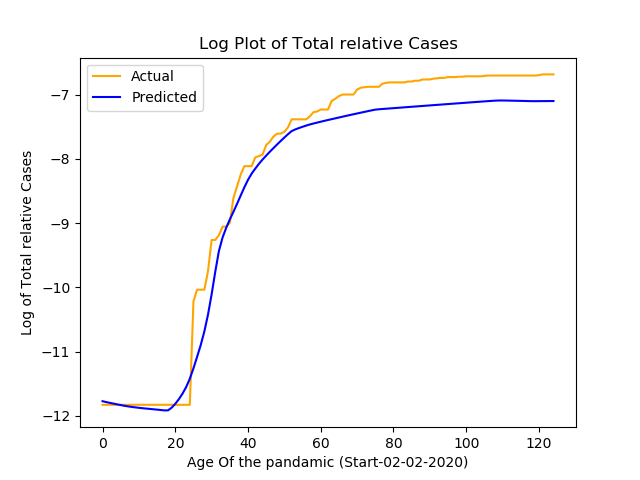 Log Plot of Total relative Cases
Actual
Predicted
−7
−8
−9
−10
−11
−12
Log of Total relative Cases
0 20 40 60 80 100 120
Age Of the pandamic (Start-02-02-2020)